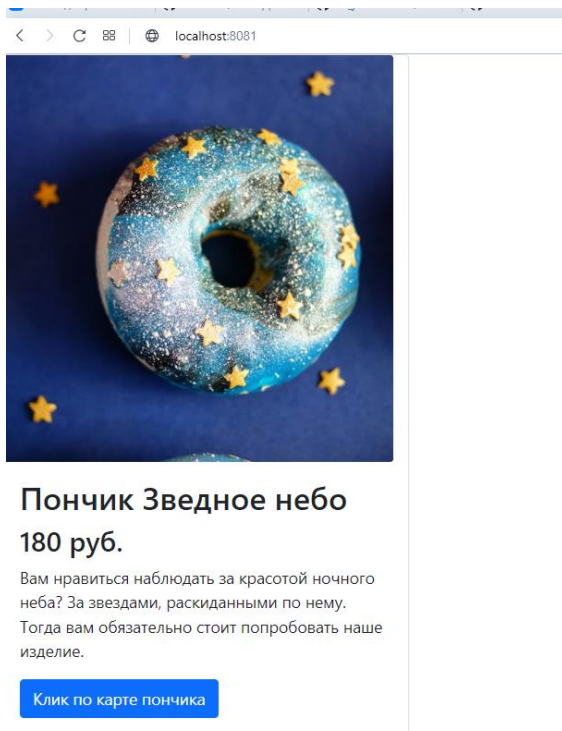 localhost:8081
Пончик Зведное небо
180 руб.
Вам нравиться наблюдать за красотой ночного
неба? За звездами, раскиданными по нему.
Тогда вам обязательно стоит попробовать наше
изделие.
Клик по карте пончика